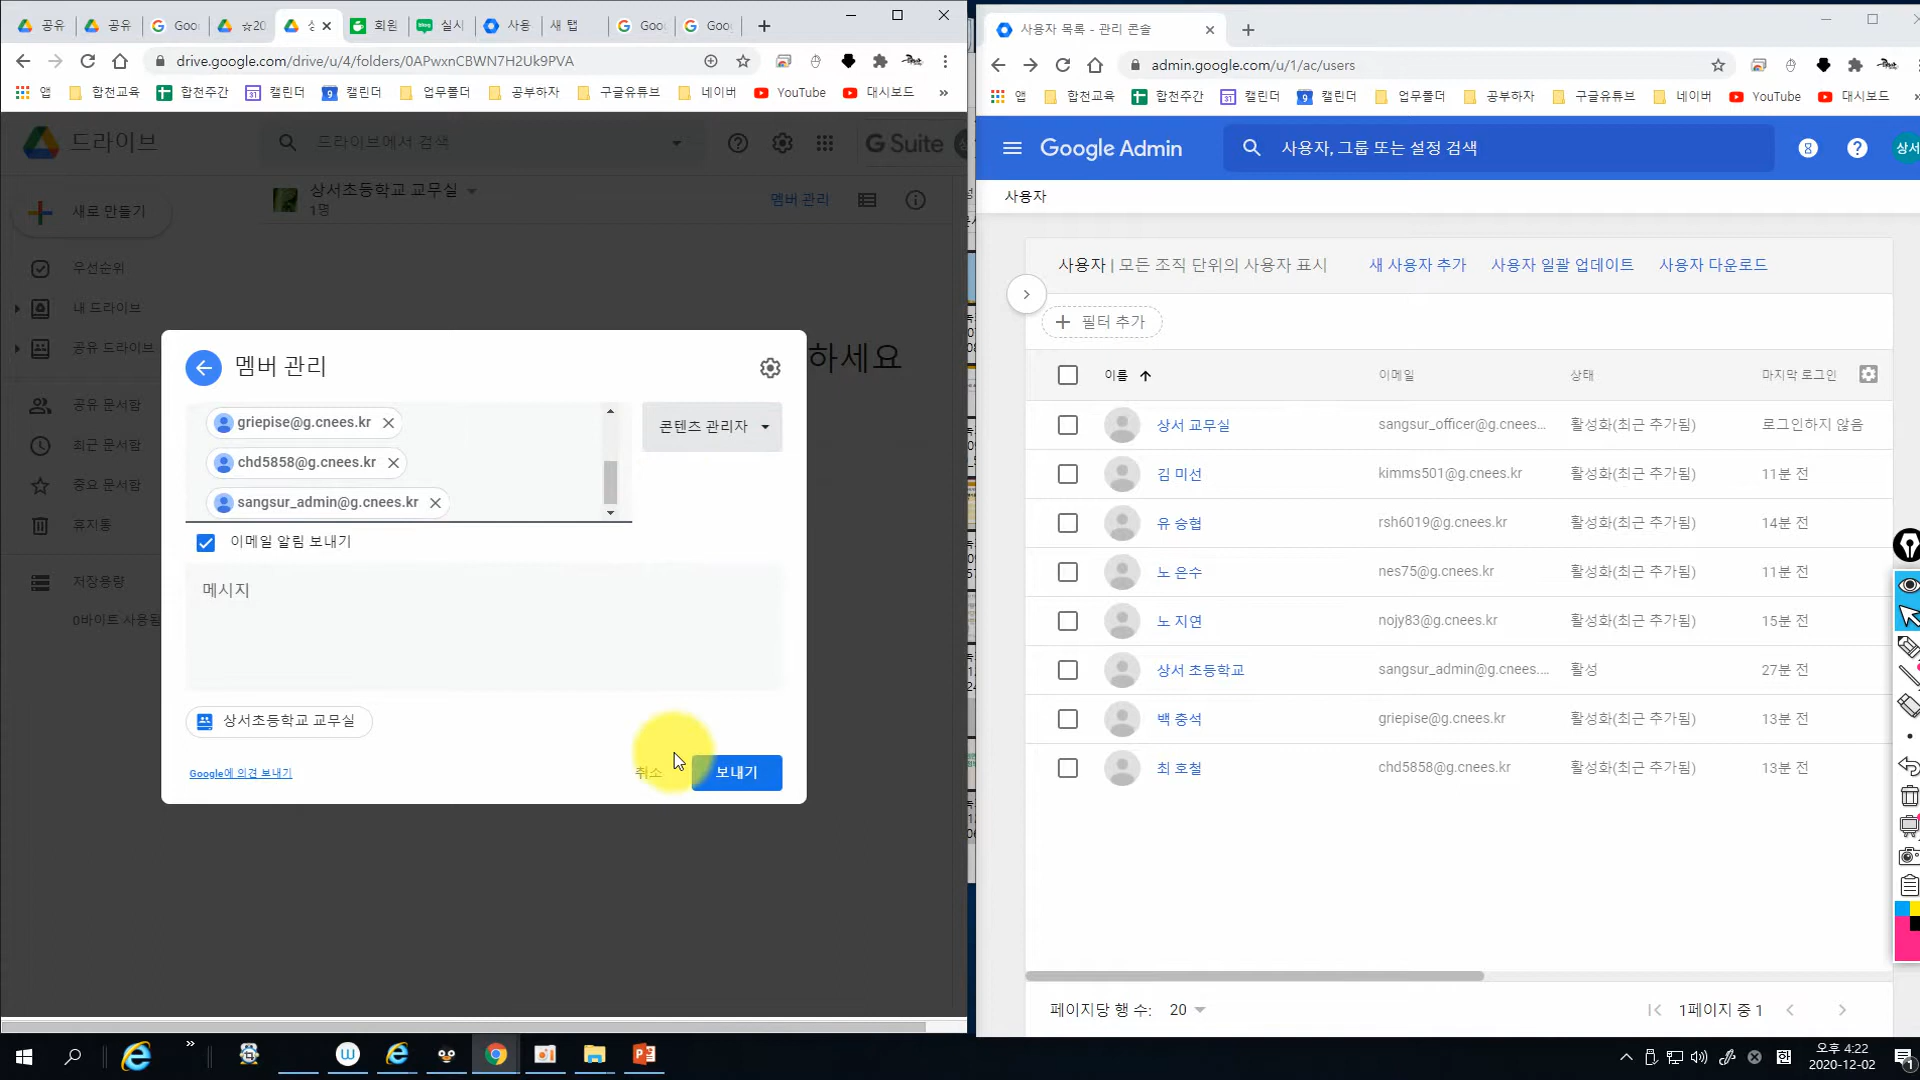 공유
공유
Goo
☆20
상
회원
실시
사용
새 탭
Goo
Goo
drive.google.com/drive/u/4/folders/0APwxnCBWN7H2Uk9PVA
앱
합천교육
합천주간
캘린더
캘린더
업무폴더
공부하자
구글유튜브
네이버
YouTube
대시보드
»
드라이브
드라이브에서 검색
G Suite
새로 만들기
상서초등학교 교무실
1명
멤버 관리
우선순위
내 드라이브
공유 드라이브
공유 문서함
최근 문서함
중요 문서함
휴지통
저장용량
0바이트 사용됨
하세요
멤버 관리
griepise@g.cnees.kr
chd5858@g.cnees.kr
sangsur_admin@g.cnees.kr
콘텐츠 관리자
이메일 알림 보내기
메시지
상서초등학교 교무실
Google에 의견 보내기
취소
보내기
사용자 목록 - 관리 콘솔
admin.google.com/u/1/ac/users
앱
합천교육
합천주간
캘린더
캘린더
업무폴더
공부하자
구글유튜브
네이버
YouTube
대시보드
Google Admin
사용자, 그룹 또는 설정 검색
상서
사용자
사용자 | 모든 조직 단위의 사용자 표시
새 사용자 추가
사용자 일괄 업데이트
사용자 다운로드
필터 추가
이름
이메일
상태
마지막 로그인
상서 교무실 sangsur_officer@g.cnees... 활성화(최근 추가됨) 로그인하지 않음
김 미선 kimms501@g.cnees.kr 활성화(최근 추가됨) 11분 전
유 승협 rsh6019@g.cnees.kr 활성화(최근 추가됨) 14분 전
노 은수 nes75@g.cnees.kr 활성화(최근 추가됨) 11분 전
노 지연 nojy83@g.cnees.kr 활성화(최근 추가됨) 15분 전
상서 초등학교 sangsur_admin@g.cnees.... 활성 27분 전
백 충석 griepise@g.cnees.kr 활성화(최근 추가됨) 13분 전
최 호철 chd5858@g.cnees.kr 활성화(최근 추가됨) 13분 전
페이지당 행 수: 20
1페이지 중 1
한
오후 4:22
2020-12-02
1